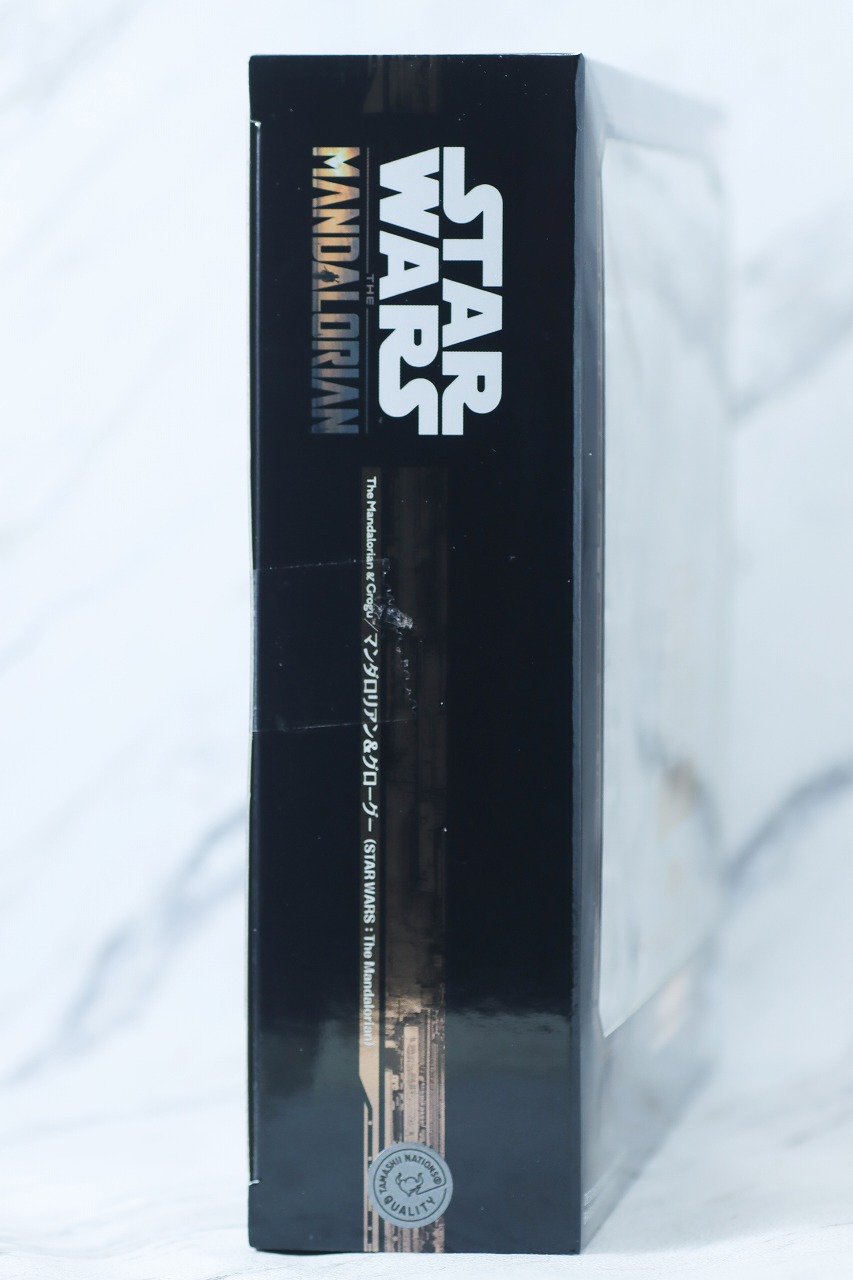 STAR
WARS
THE
MANDALORIAN
The Mandalorian & Grogu™/マンダロリアン&グローグー (STAR WARS : The Mandalorian)
TAMASHII NATIONS®
QUALITY